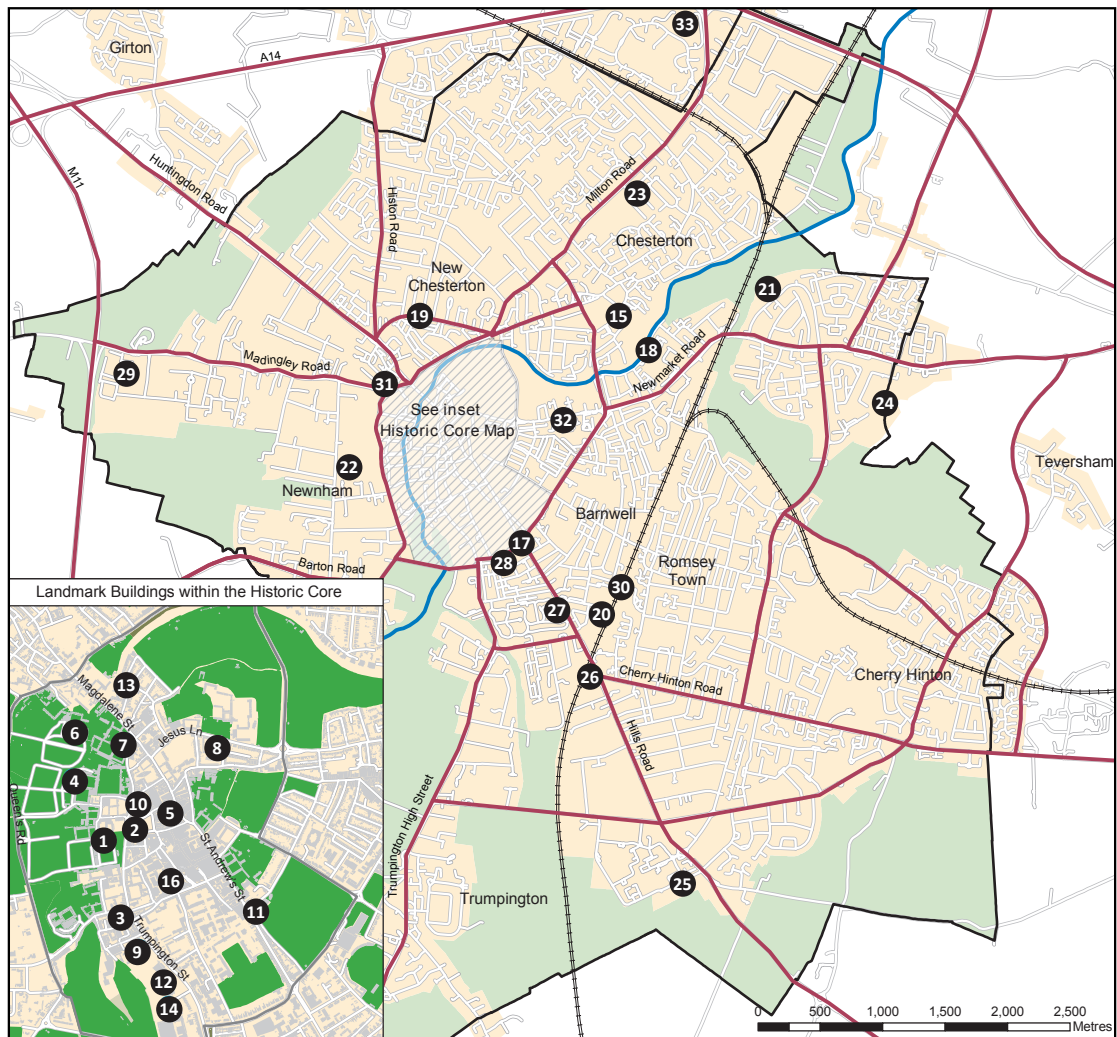 33
Girton
A14
M11
Huntingdon Road
Histon Road
Milton Road
23
Chesterton
New
Chesterton
21
19
15
18
Newmarket Road
Madingley Road
29
31
24
See inset
Historic Core Map
32
22
Newnham
Teversham
Barnwell
17
28
Barton Road
Romsey
Town
30
27
20
26
Cherry Hinton Road
Cherry Hinton
Hills Road
Trumpington High Street
25
Trumpington
Landmark Buildings within the Historic Core
13
Magdalene St
6
7
Jesus Ln
8
4
Queen's Rd
10
5
1
2
St Andrew's St
16
11
3
Trumpington St
9
12
14
0 500 1,000 1,500 2,000 2,500
Metres